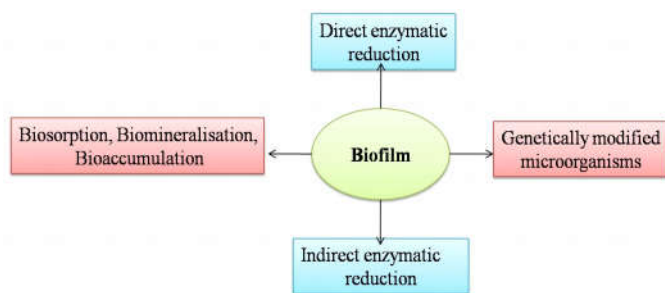 Direct enzymatic
reduction
Biosorption, Biomineralisation,
Bioaccumulation
Biofilm
Genetically modified
microorganisms
Indirect enzymatic
reduction